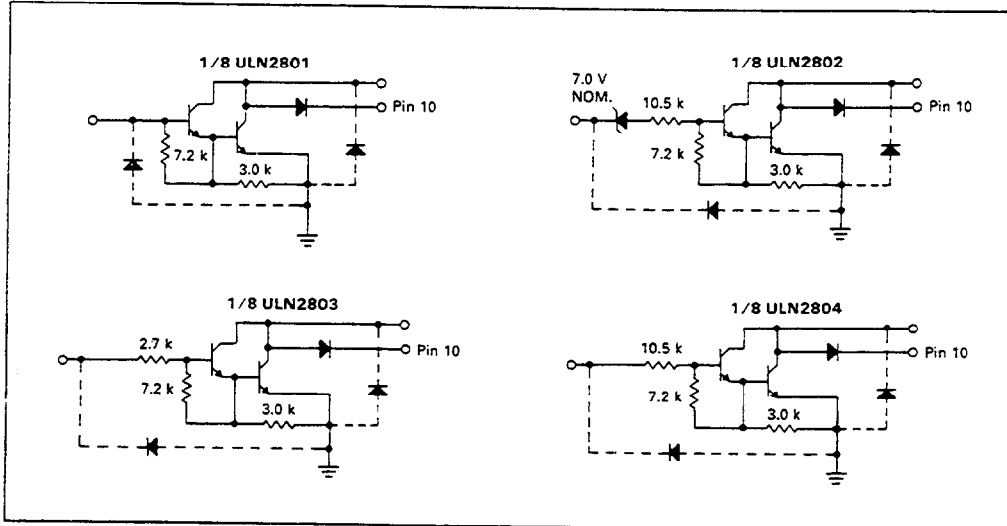 1/8 ULN2801
Pin 10
7.2 k
3.0 k
1/8 ULN2802
7.0 V
NOM.
10.5 k
Pin 10
7.2 k
3.0 k
1/8 ULN2803
2.7 k
Pin 10
7.2 k
3.0 k
1/8 ULN2804
10.5 k
Pin 10
7.2 k
3.0 k